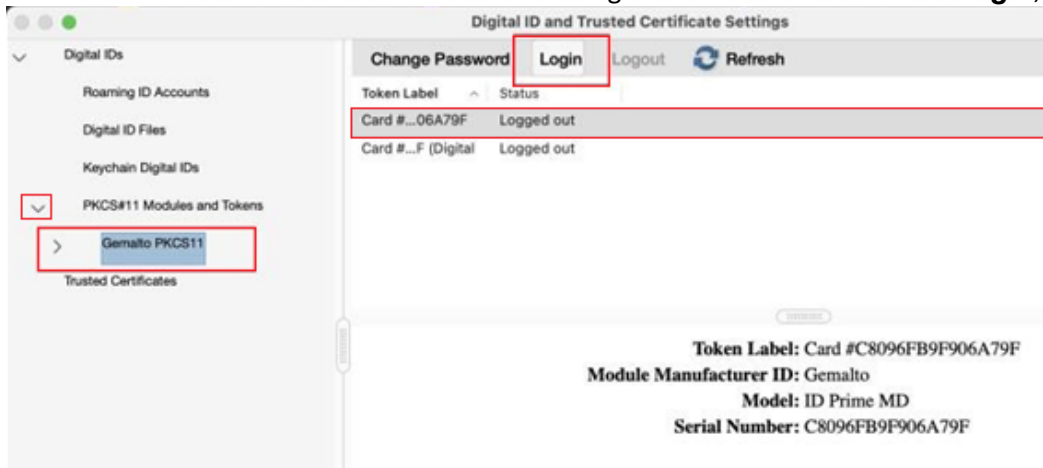 Digital ID and Trusted Certificate Settings
Digital IDs
Roaming ID Accounts
Digital ID Files
Keychain Digital IDs
PKCS#11 Modules and Tokens
Gemalto PKCS11
Trusted Certificates
Change Password Login Logout Refresh
Token Label Status
Card #...06A79F Logged out
Card #...F (Digital Logged out
Token Label: Card #C8096FB9F906A79F
Module Manufacturer ID: Gemalto
Model: ID Prime MD
Serial Number: C8096FB9F906A79F